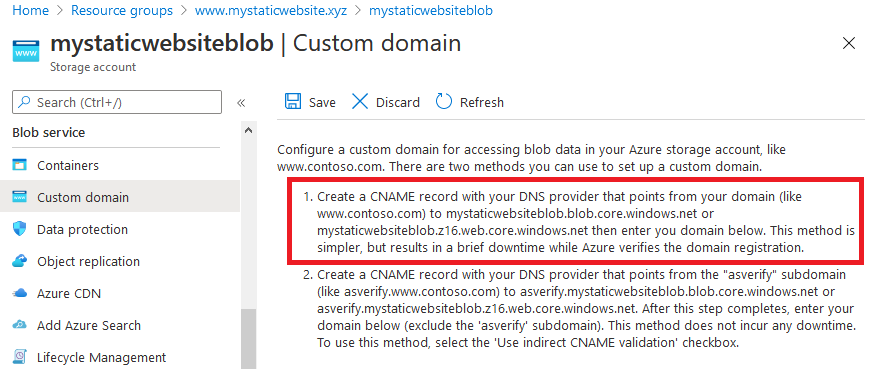 Home > Resource groups > www.mystaticwebsite.xyz > mystaticwebsiteblob
mystaticwebsiteblob | Custom domain
Storage account
Search (Ctrl+/)
«
Save
Discard
Refresh
Blob service
Containers
Custom domain
Data protection
Object replication
Azure CDN
Add Azure Search
Lifecycle Management
Configure a custom domain for accessing blob data in your Azure storage account, like
www.contoso.com. There are two methods you can use to set up a custom domain.
1. Create a CNAME record with your DNS provider that points from your domain (like
www.contoso.com) to mystaticwebsiteblob.blob.core.windows.net or
mystaticwebsiteblob.z16.web.core.windows.net then enter you domain below. This method is
simpler, but results in a brief downtime while Azure verifies the domain registration.
2. Create a CNAME record with your DNS provider that points from the "asverify" subdomain
(like asverify.www.contoso.com) to asverify.mystaticwebsiteblob.blob.core.windows.net or
asverify.mystaticwebsiteblob.z16.web.core.windows.net. After this step completes, enter your
domain below (exclude the 'asverify' subdomain). This method does not incur any downtime.
To use this method, select the 'Use indirect CNAME validation' checkbox.